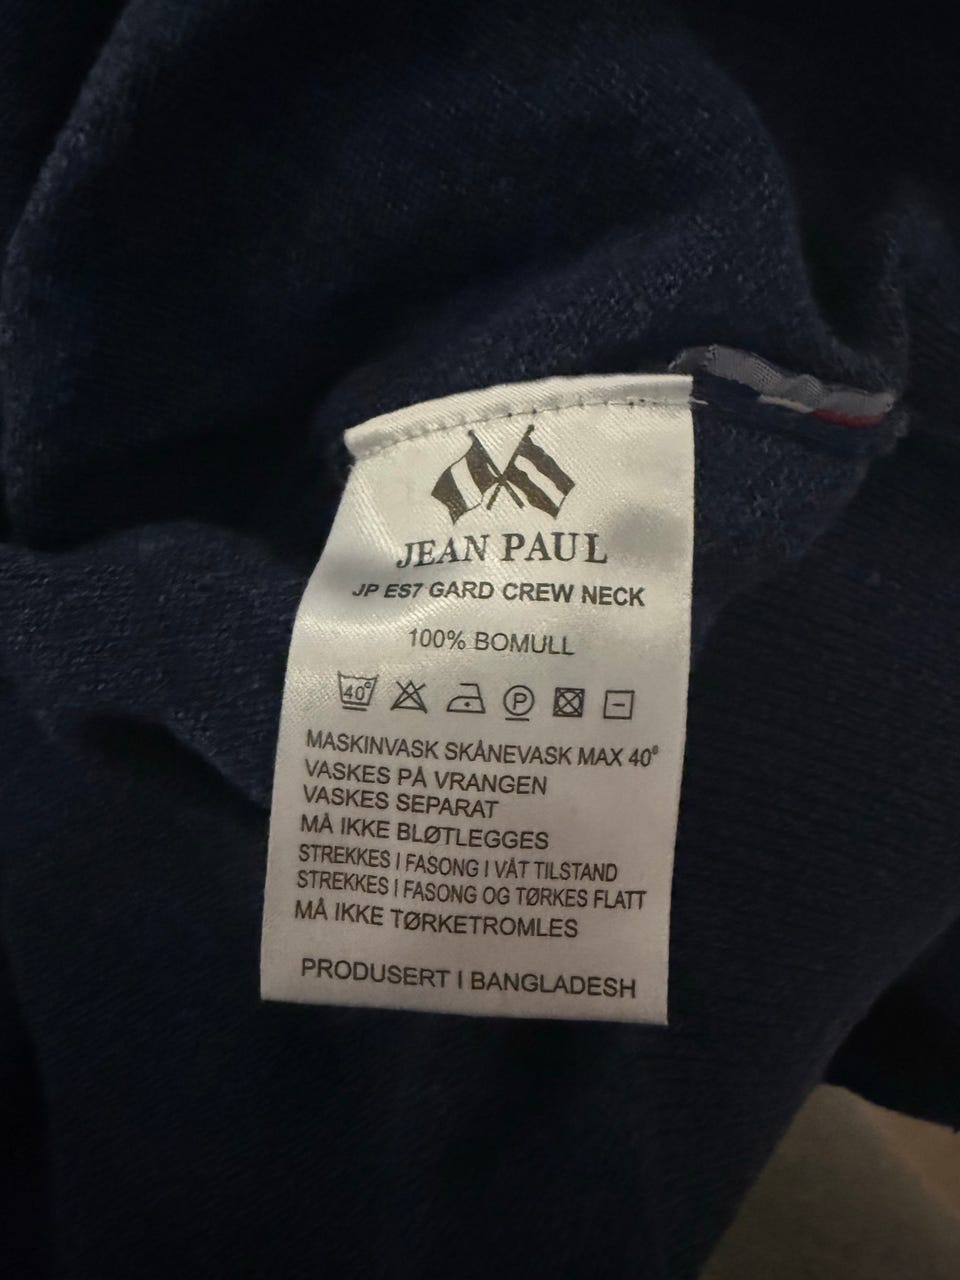 JEAN PAUL
JP ES7 GARD CREW NECK
100% BOMULL
40° P
MASKINVASK SKÅNEVASK MAX 40°
VASKES PÅ VRANGEN
VASKES SEPARAT
MÅ IKKE BLØTLEGGES
STREKKES I FASONG I VÅT TILSTAND
STREKKES I FASONG OG TØRKES FLATT
MÅ IKKE TØRKETROMLES
PRODUSERT I BANGLADESH